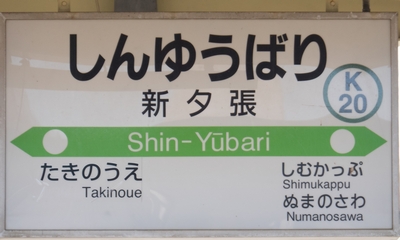 しんゆうばり
新夕張
K
20
Shin-Yūbari
たきのうえ
Takinoue
しむかっぷ
Shimukappu
ぬまのさわ
Numanosawa